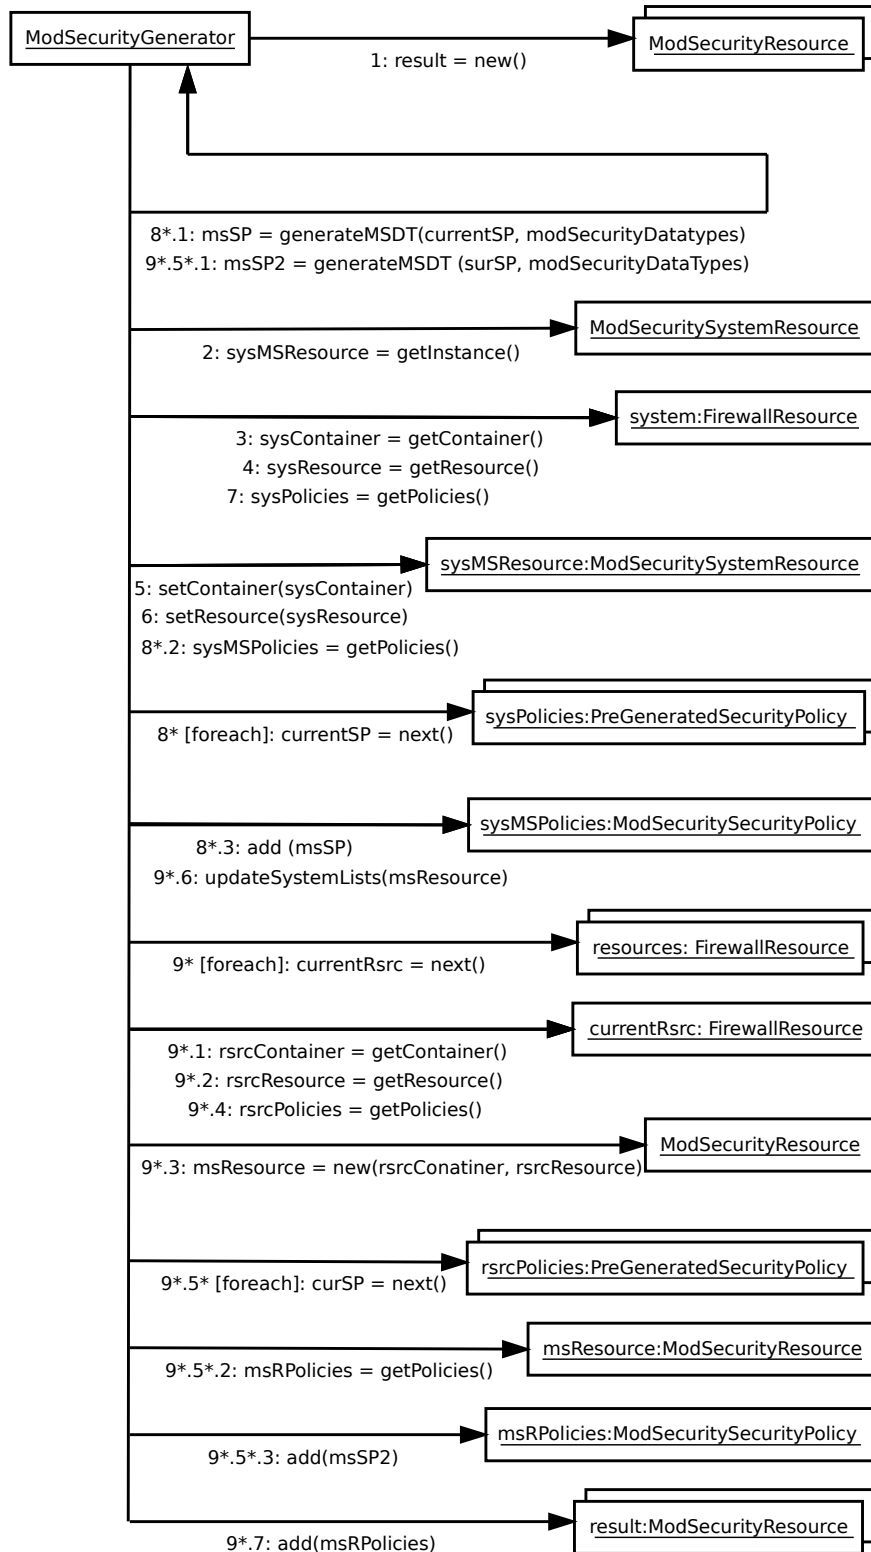 ModSecurityGenerator
ModSecurityResource
1: result = new()
8*.1: msSP = generateMSDT(currentSP, modSecurityDatatypes)
9*.5*.1: msSP2 = generateMSDT (surSP, modSecurityDataTypes)
ModSecuritySystemResource
2: sysMSResource = getInstance()
system:FirewallResource
3: sysContainer = getContainer()
4: sysResource = getResource()
7: sysPolicies = getPolicies()
sysMSResource:ModSecuritySystemResource
5: setContainer(sysContainer)
6: setResource(sysResource)
8*.2: sysMSPolicies = getPolicies()
sysPolicies:PreGeneratedSecurityPolicy
8* [foreach]: currentSP = next()
sysMSPolicies:ModSecuritySecurityPolicy
8*.3: add (msSP)
9*.6: updateSystemLists(msResource)
resources: FirewallResource
9* [foreach]: currentRsrc = next()
currentRsrc: FirewallResource
9*.1: rsrcContainer = getContainer()
9*.2: rsrcResource = getResource()
9*.4: rsrcPolicies = getPolicies()
ModSecurityResource
9*.3: msResource = new(rsrcConatiner, rsrcResource)
rsrcPolicies:PreGeneratedSecurityPolicy
9*.5* [foreach]: curSP = next()
msResource:ModSecurityResource
9*.5*.2: msRPolicies = getPolicies()
msRPolicies:ModSecuritySecurityPolicy
9*.5*.3: add(msSP2)
result:ModSecurityResource
9*.7: add(msRPolicies)